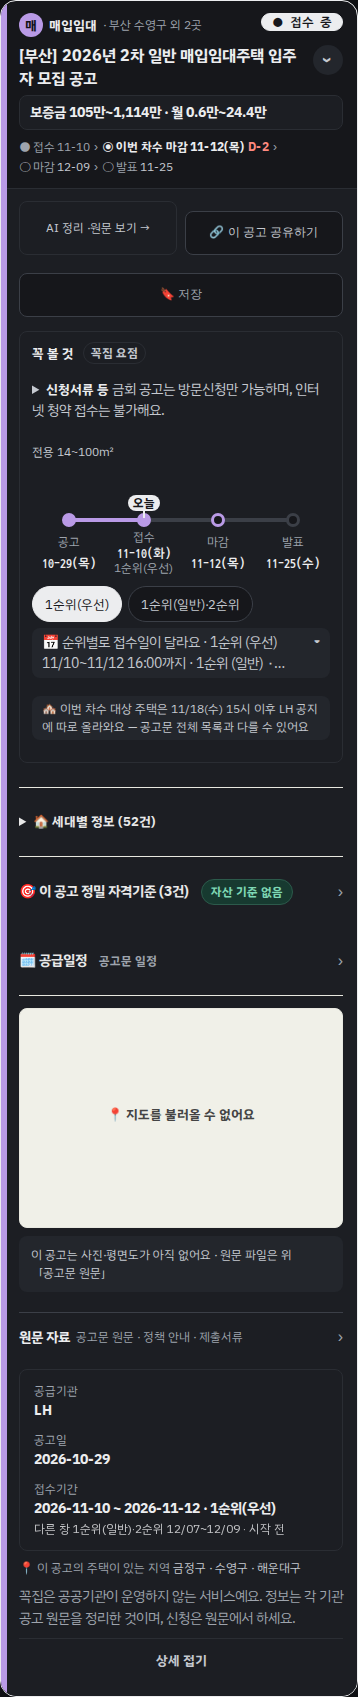 매 매입임대 · 부산 수영구 외 2곳 ● 접수 중
[부산] 2026년 2차 일반 매입임대주택 입주
자 모집 공고
보증금 105만~1,114만 · 월 0.6만~24.4만
접수 11-10 › 이번 차수 마감 11-12(목) D-2 ›
마감 12-09 › 발표 11-25
AI 정리 ·원문 보기 →
🔗 이 공고 공유하기
🔖 저장
꼭 볼 것 꼭집 요점
▶ 신청서류 등 금회 공고는 방문신청만 가능하며, 인터
넷 청약 접수는 불가해요.
전용 14~100m²
오늘
공고 접수 마감 발표
10-29(목) 11-10(화) 11-12(목) 11-25(수)
1순위(우선)
1순위(우선) 1순위(일반)·2순위
📅 순위별로 접수일이 달라요 · 1순위 (우선)
11/10~11/12 16:00까지 · 1순위 (일반) · ...
🏘️ 이번 차수 대상 주택은 11/18(수) 15시 이후 LH 공지
에 따로 올라와요 — 공고문 전체 목록과 다를 수 있어요
▶ 🏠 세대별 정보 (52건)
🎯 이 공고 정밀 자격기준 (3건) 자산 기준 없음 ›
🗓️ 공급일정 공고문 일정 ›
📍 지도를 불러올 수 없어요
이 공고는 사진·평면도가 아직 없어요 · 원문 파일은 위
「공고문 원문」
원문 자료 공고문 원문 · 정책 안내 · 제출서류 ›
공급기관
LH
공고일
2026-10-29
접수기간
2026-11-10 ~ 2026-11-12 · 1순위(우선)
다른 창 1순위(일반)·2순위 12/07~12/09 · 시작 전
📍 이 공고의 주택이 있는 지역 금정구 · 수영구 · 해운대구
꼭집은 공공기관이 운영하지 않는 서비스예요. 정보는 각 기관
공고 원문을 정리한 것이며, 신청은 원문에서 하세요.
상세 접기